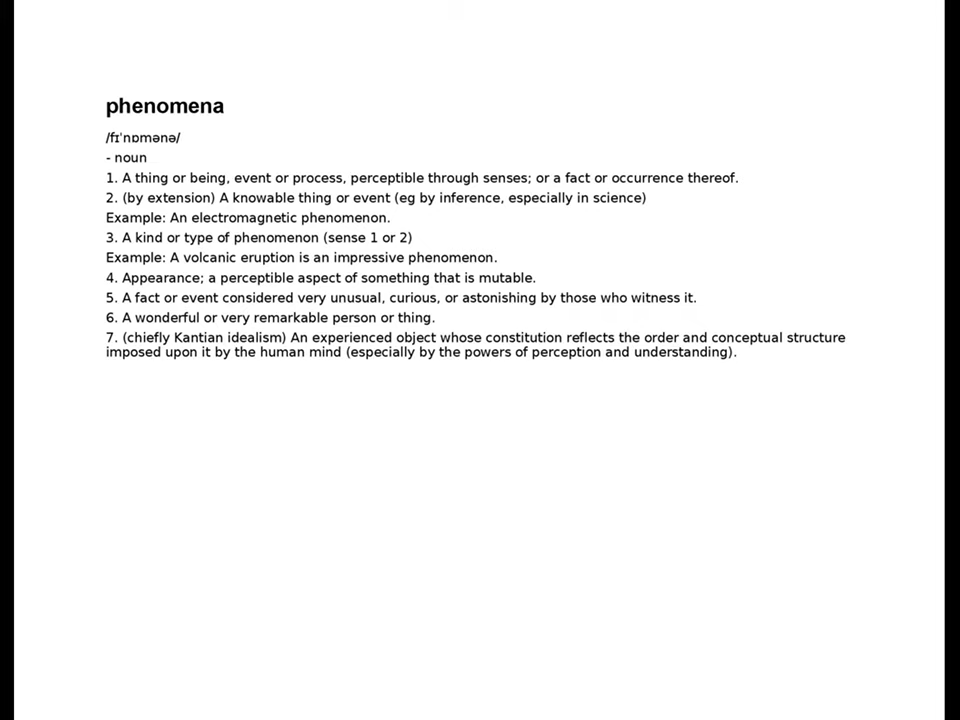 phenomena
/fɪˈnɒmənə/
- noun
1. A thing or being, event or process, perceptible through senses; or a fact or occurrence thereof.
2. (by extension) A knowable thing or event (eg by inference, especially in science)
Example: An electromagnetic phenomenon.
3. A kind or type of phenomenon (sense 1 or 2)
Example: A volcanic eruption is an impressive phenomenon.
4. Appearance; a perceptible aspect of something that is mutable.
5. A fact or event considered very unusual, curious, or astonishing by those who witness it.
6. A wonderful or very remarkable person or thing.
7. (chiefly Kantian idealism) An experienced object whose constitution reflects the order and conceptual structure
imposed upon it by the human mind (especially by the powers of perception and understanding).